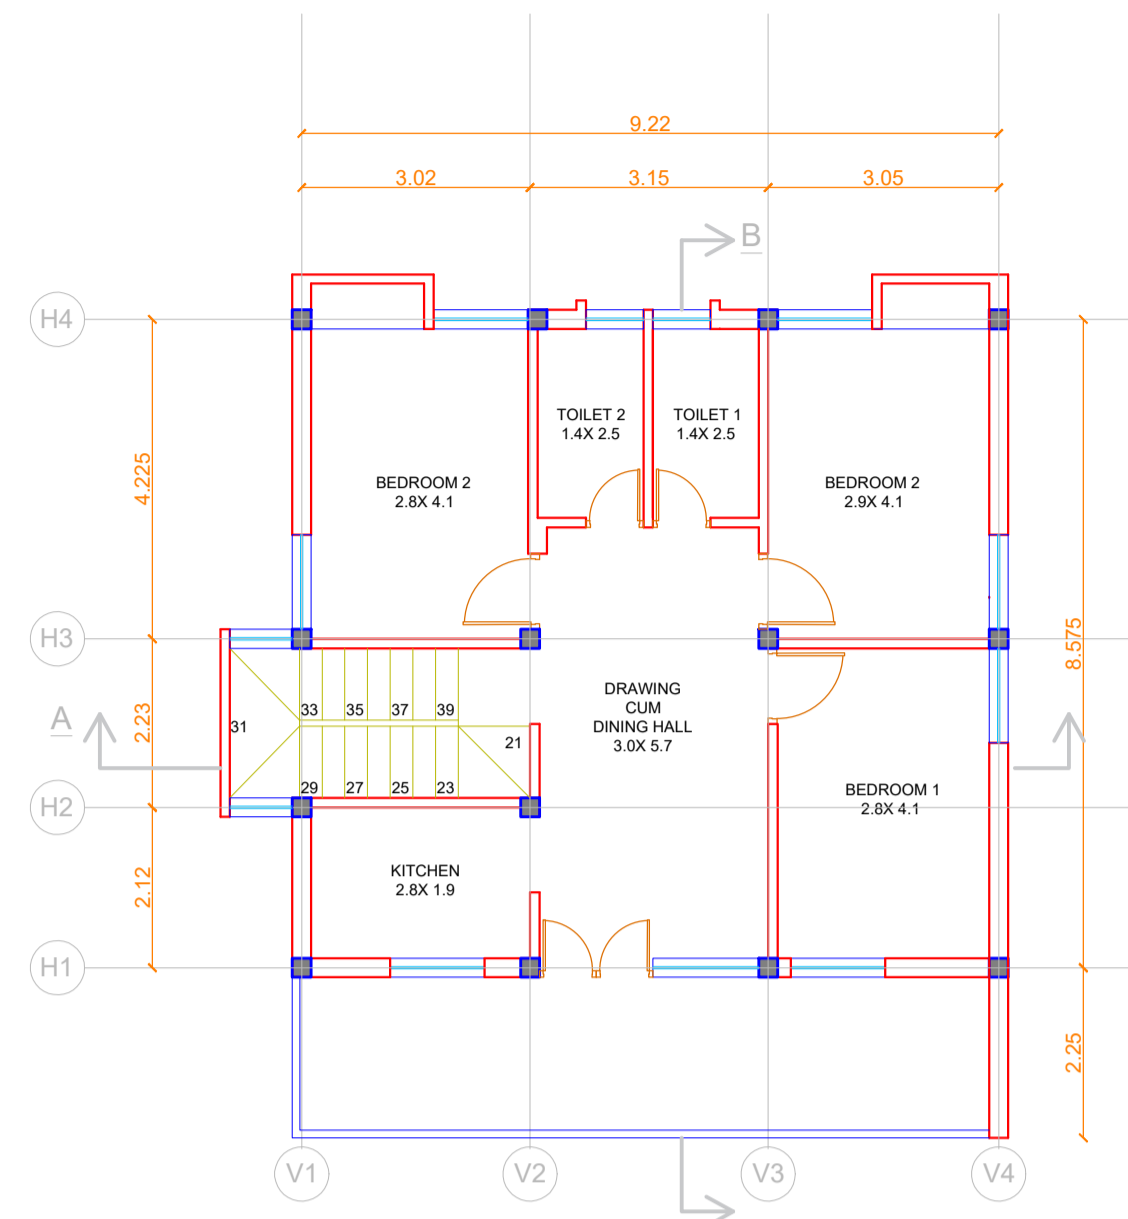 9.22
3.02
3.15
3.05
B
H4
TOILET 2
1.4X 2.5
TOILET 1
1.4X 2.5
BEDROOM 2
2.8X 4.1
BEDROOM 2
2.9X 4.1
4.225
H3
8.575
A
2.23
31
33
35
37
39
21
29
27
25
23
DRAWING
CUM
DINING HALL
3.0X 5.7
H2
BEDROOM 1
2.8X 4.1
2.12
KITCHEN
2.8X 1.9
H1
2.25
V1
V2
V3
V4